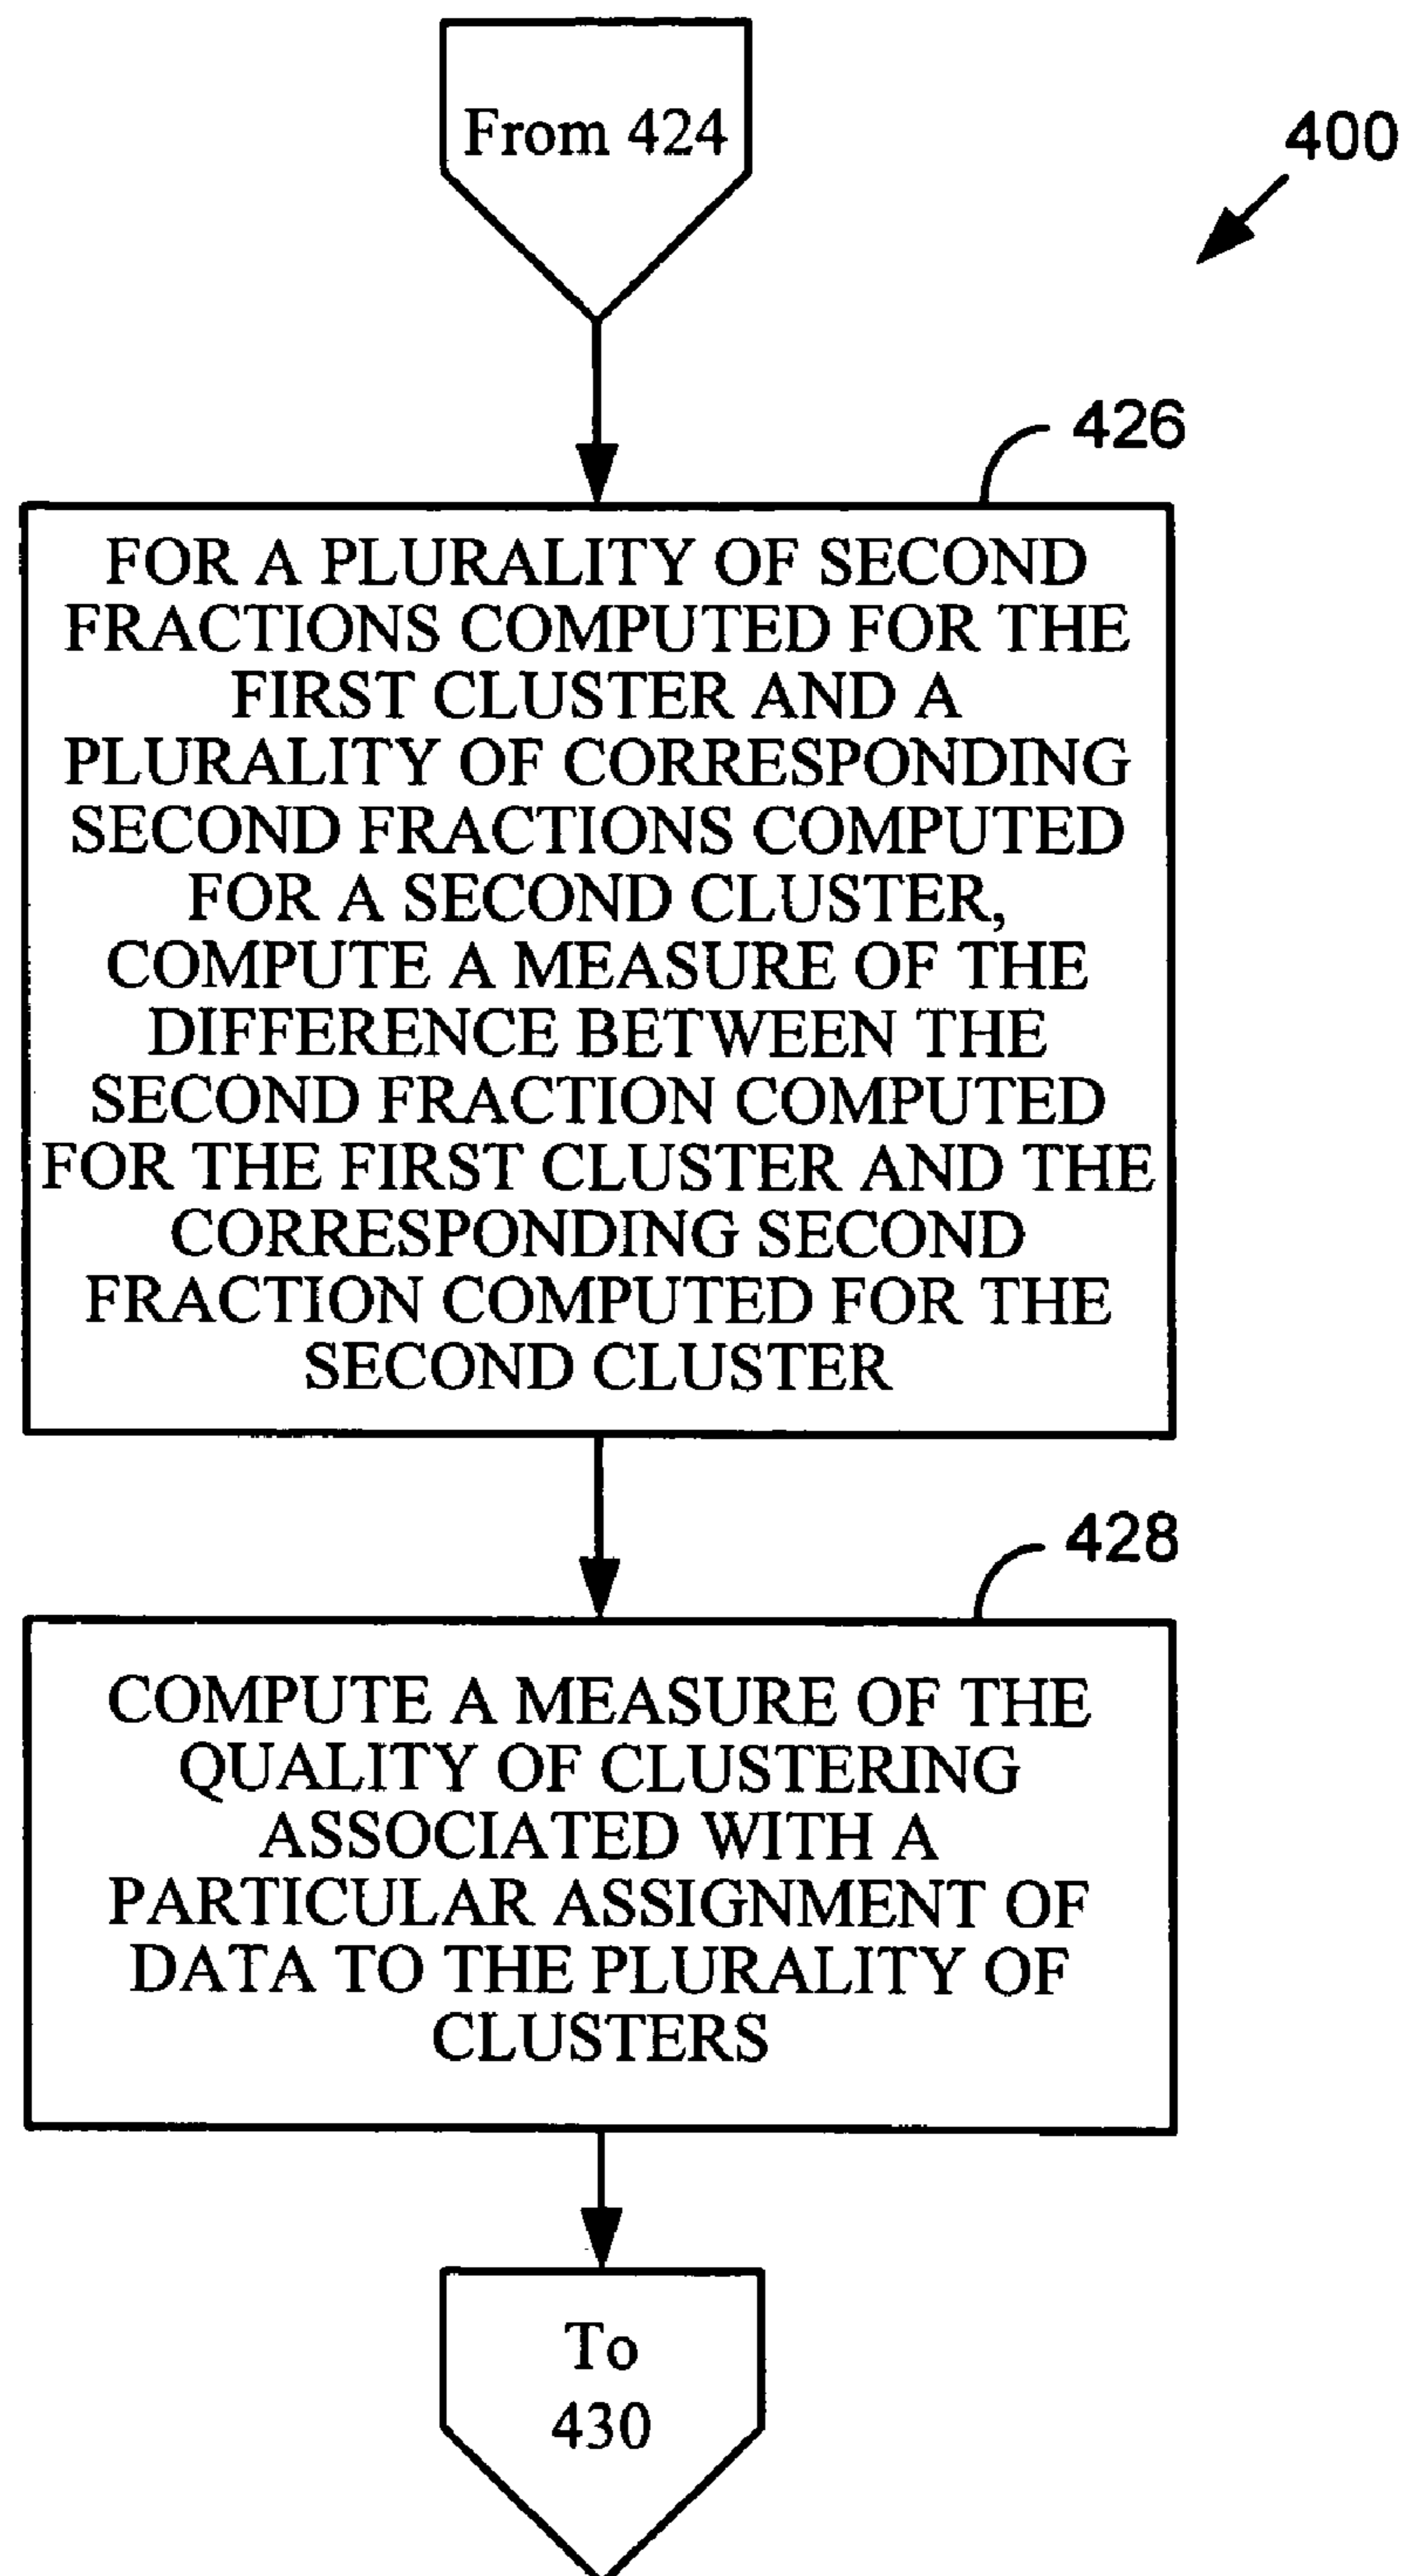 From 424
400
426
FOR A PLURALITY OF SECOND
FRACTIONS COMPUTED FOR THE
FIRST CLUSTER AND A
PLURALITY OF CORRESPONDING
SECOND FRACTIONS COMPUTED
FOR A SECOND CLUSTER,
COMPUTE A MEASURE OF THE
DIFFERENCE BETWEEN THE
SECOND FRACTION COMPUTED
FOR THE FIRST CLUSTER AND THE
CORRESPONDING SECOND
FRACTION COMPUTED FOR THE
SECOND CLUSTER
428
COMPUTE A MEASURE OF THE
QUALITY OF CLUSTERING
ASSOCIATED WITH A
PARTICULAR ASSIGNMENT OF
DATA TO THE PLURALITY OF
CLUSTERS
To
430